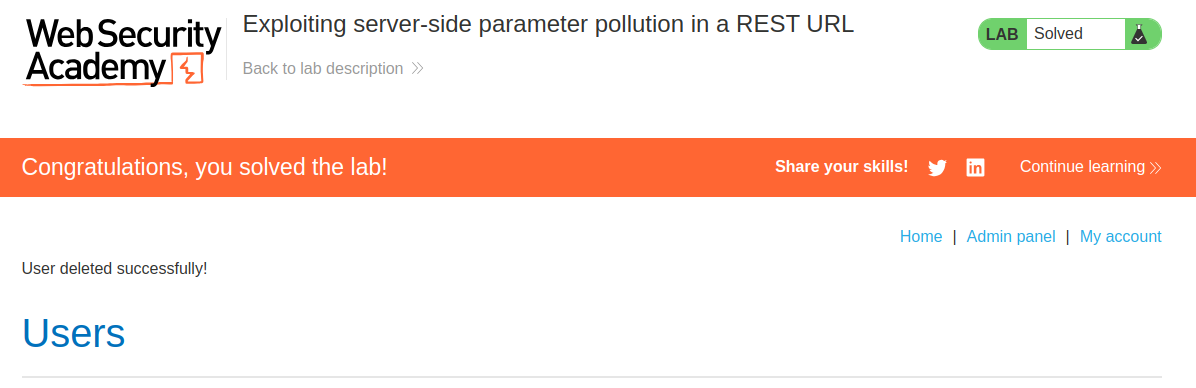 Web Security
Academy
Exploiting server-side parameter pollution in a REST URL
Back to lab description
LAB Solved
Congratulations, you solved the lab!
Share your skills! Continue learning
Home | Admin panel | My account
User deleted successfully!
Users